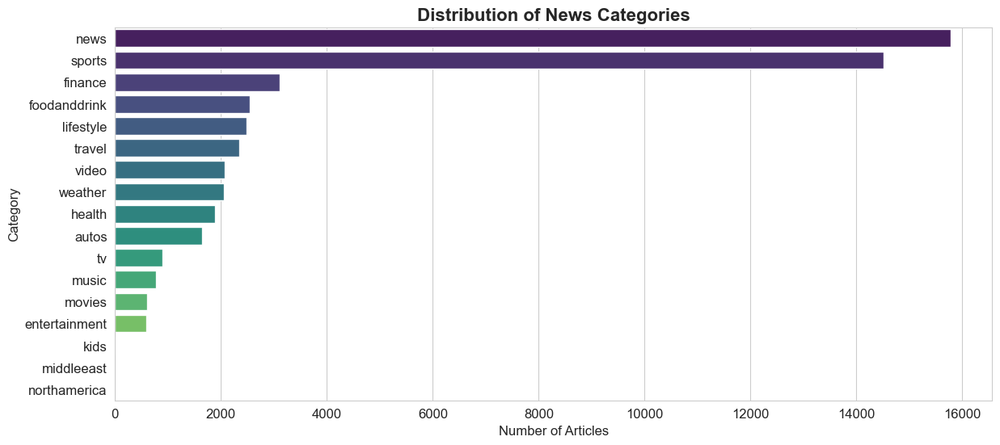 Distribution of News Categories
Category
news
sports
finance
foodanddrink
lifestyle
travel
video
weather
health
autos
tv
music
movies
entertainment
kids
middleeast
northamerica
0 2000 4000 6000 8000 10000 12000 14000 16000
Number of Articles